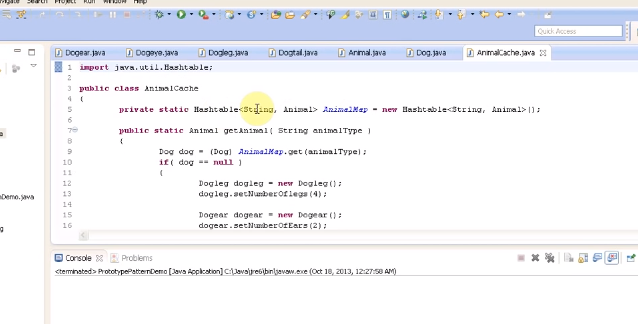 Navigate Search Project Run Window Help
Quick Access
Dogear.java Dogeye.java Dogleg.java Dogtail.java Animal.java Dog.java AnimalCache.java
1 import java.util.Hashtable;
2
3 public class AnimalCache
4 {
5 private static Hashtable<String, Animal> AnimalMap = new Hashtable<String, Animal>();
6
7 public static Animal getAnimal( String animalType )
8 {
9 Dog dog = (Dog) AnimalMap.get(animalType);
10 if( dog == null )
11 {
12 Dogleg dogleg = new Dogleg();
13 dogleg.setNumberOflegs(4);
14
15 Dogear dogear = new Dogear();
16 dogear.setNumberOfEars(2);
Demo.java
Console Problems
<terminated> PrototypePatternDemo [Java Application] C:\Java\jre6\bin\javaw.exe (Oct 18, 2013, 12:27:58 AM)